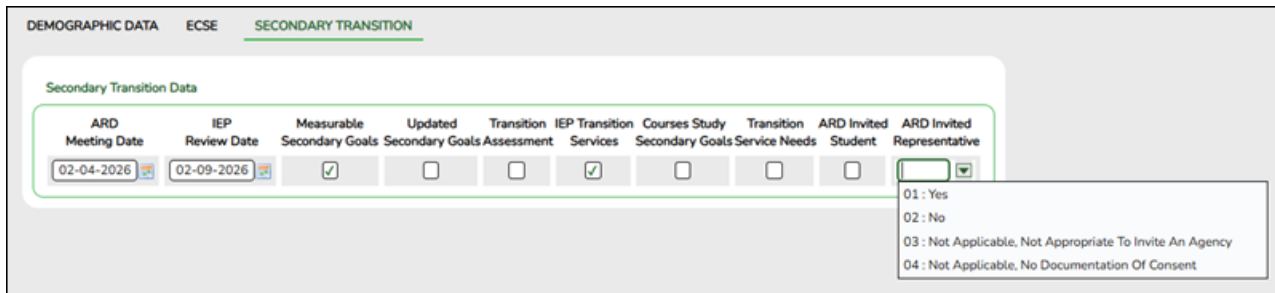 DEMOGRAPHIC DATA ECSE SECONDARY TRANSITION
Secondary Transition Data
ARD IEP Measurable Updated Transition IEP Transition Courses Study Transition ARD Invited ARD Invited
Meeting Date Review Date Secondary Goals Secondary Goals Assessment Services Secondary Goals Service Needs Student Representative
02-04-2026 02-09-2026
01 : Yes
02 : No
03 : Not Applicable, Not Appropriate To Invite An Agency
04 : Not Applicable, No Documentation Of Consent